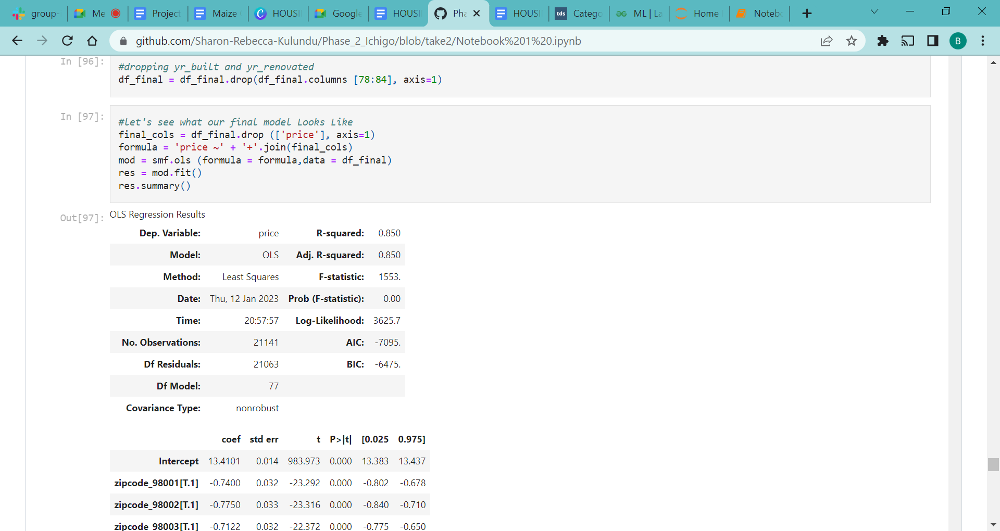 group-
Me
Project
Maize
HOUSI
Google
HOUSI
Pha
HOUSI
tds Catego
ML | La
Home
Notebo
github.com/Sharon-Rebecca-Kulundu/Phase_2_Ichigo/blob/take2/Notebook%201%20.ipynb
B
In [96]:
#dropping yr_built and yr_renovated
df_final = df_final.drop(df_final.columns [78:84], axis=1)
In [97]:
#let's see what our final model Looks Like
final_cols = df_final.drop (['price'], axis=1)
formula = 'price ~' + '+'.join(final_cols)
mod = smf.ols (formula = formula,data = df_final)
res = mod.fit()
res.summary()
Out[97]:
OLS Regression Results
Dep. Variable: price R-squared: 0.850
Model: OLS Adj. R-squared: 0.850
Method: Least Squares F-statistic: 1553.
Date: Thu, 12 Jan 2023 Prob (F-statistic): 0.00
Time: 20:57:57 Log-Likelihood: 3625.7
No. Observations: 21141 AIC: -7095.
Df Residuals: 21063 BIC: -6475.
Df Model: 77
Covariance Type: nonrobust
coef std err t P>|t| [0.025 0.975]
Intercept 13.4101 0.014 983.973 0.000 13.383 13.437
zipcode_98001[T.1] -0.7400 0.032 -23.292 0.000 -0.802 -0.678
zipcode_98002[T.1] -0.7750 0.033 -23.316 0.000 -0.840 -0.710
zipcode_98003[T.1] -0.7122 0.032 -22.372 0.000 -0.775 -0.650